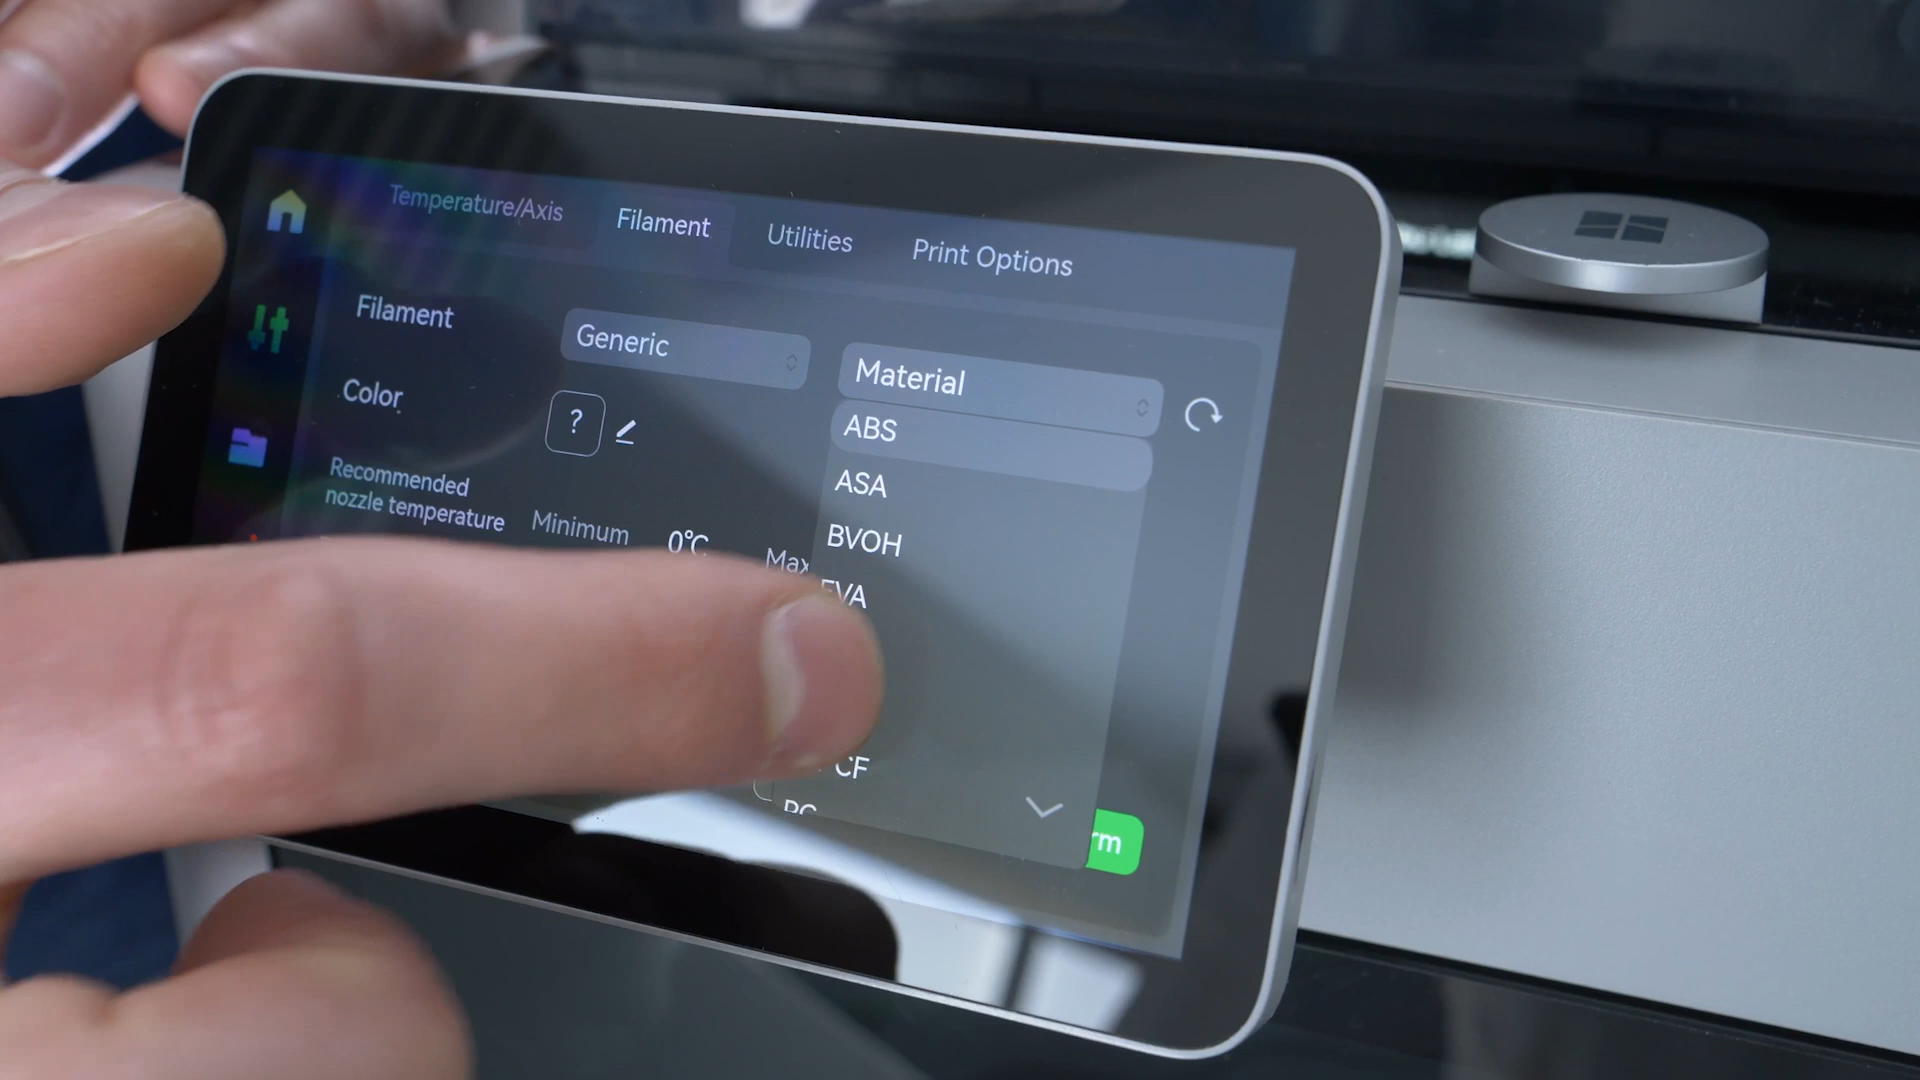 Temperature/Axis
Filament
Utilities
Print Options
Filament
Generic
Material
Color
?
ABS
ASA
BVOH
Recommended
nozzle temperature
Minimum
0℃
CF